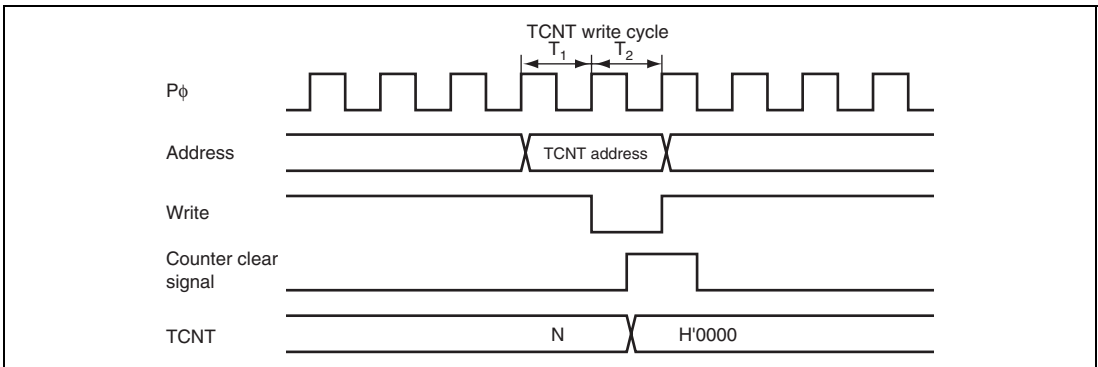 TCNT write cycle
T1 T2
Pϕ
Address
TCNT address
Write
Counter clear
signal
TCNT
N
H'0000